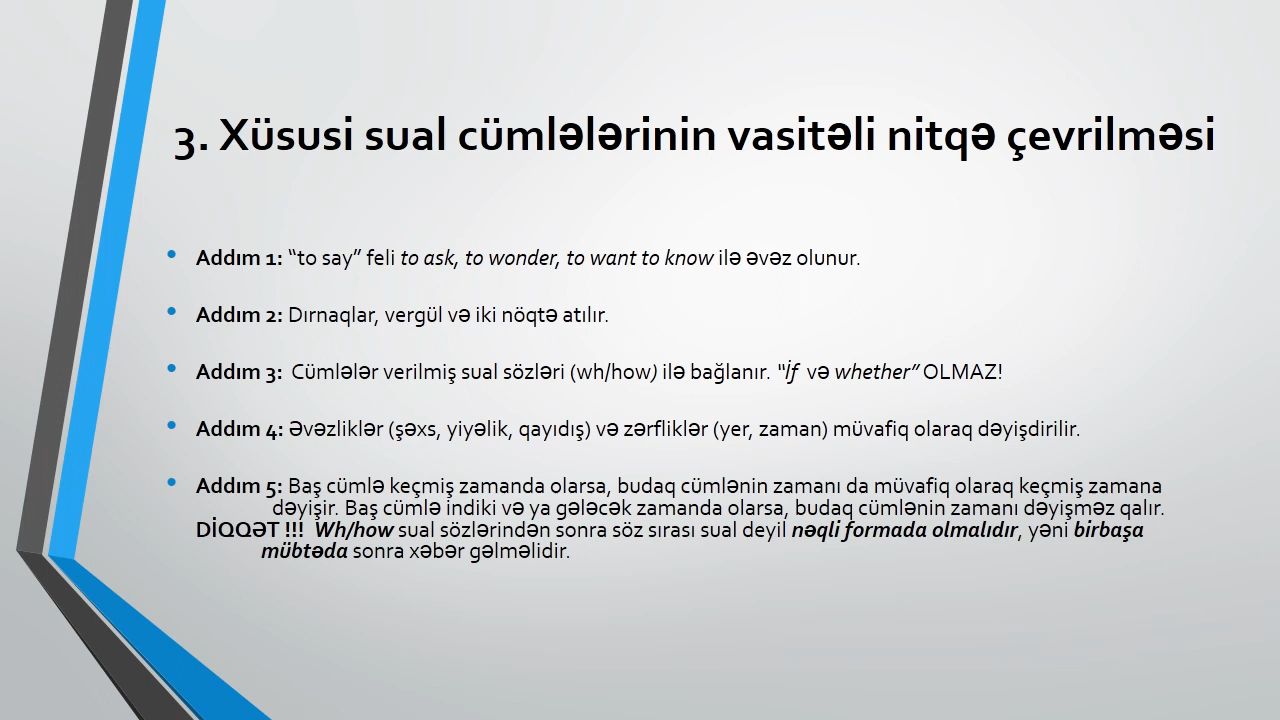 3. Xüsusi sual cümlələrinin vasitəli nitqə çevrilməsi
• Addım 1: “to say” feli to ask, to wonder, to want to know ilə əvəz olunur.
• Addım 2: Dırnaqlar, vergül və iki nöqtə atılır.
• Addım 3: Cümlələr verilmiş sual sözləri (wh/how) ilə bağlanır. “İf və whether” OLMAZ!
• Addım 4: Əvəzliklər (şəxs, yiyəlik, qayıdış) və zərfliklər (yer, zaman) müvafiq olaraq dəyişdirilir.
• Addım 5: Baş cümlə keçmiş zamanda olarsa, budaq cümlənin zamanı da müvafiq olaraq keçmiş zamana
dəyişir. Baş cümlə indiki və ya gələcək zamanda olarsa, budaq cümlənin zamanı dəyişməz qalır.
DİQQƏT !!! Wh/how sual sözlərindən sonra söz sırası sual deyil nəqli formada olmalıdır, yəni birbaşa
mübtəda sonra xəbər gəlməlidir.